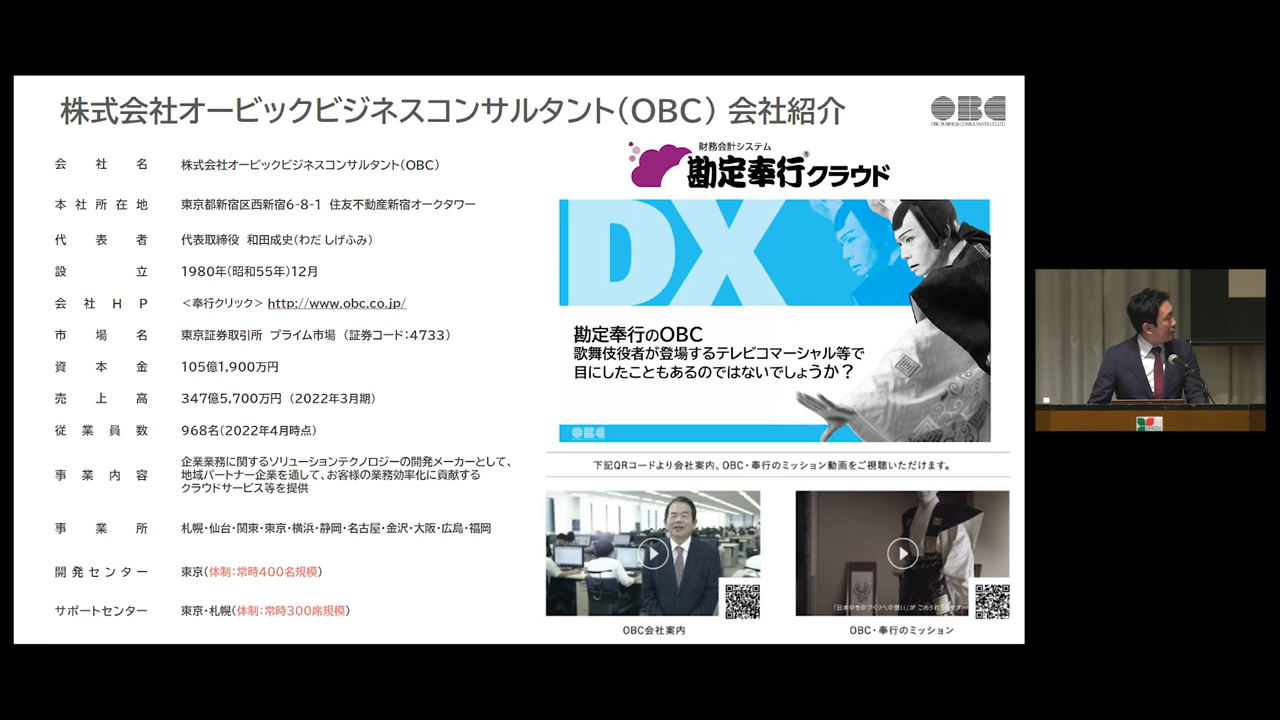 株式会社オービックビジネスコンサルタント（OBC） 会社紹介
OBC
OBIC BUSINESS CONSULTANTS CO.,LTD.
会社名 株式会社オービックビジネスコンサルタント（OBC）
本社所在地 東京都新宿区西新宿6-8-1 住友不動産新宿オークタワー
代表者 代表取締役 和田成史（わだ しげふみ）
設立 1980年（昭和55年）12月
会社HP ＜奉行クリック＞ http://www.obc.co.jp/
市場名 東京証券取引所 プライム市場 （証券コード：4733）
資本金 105億1,900万円
売上高 347億5,700万円 （2022年3月期）
従業員数 968名（2022年4月時点）
事業内容 企業業務に関するソリューションテクノロジーの開発メーカーとして、
地域パートナー企業を通して、お客様の業務効率化に貢献する
クラウドサービス等を提供
事業所 札幌・仙台・関東・東京・横浜・静岡・名古屋・金沢・大阪・広島・福岡
開発センター 東京（体制：常時400名規模）
サポートセンター 東京・札幌（体制：常時300席規模）
財務会計システム
勘定奉行クラウド®
DX
勘定奉行のOBC
歌舞伎役者が登場するテレビコマーシャル等で
目にしたこともあるのではないでしょうか？
OBC
下記QRコードより会社案内、OBC・奉行のミッション動画をご視聴いただけます。
OBC会社案内
OBC・奉行のミッション